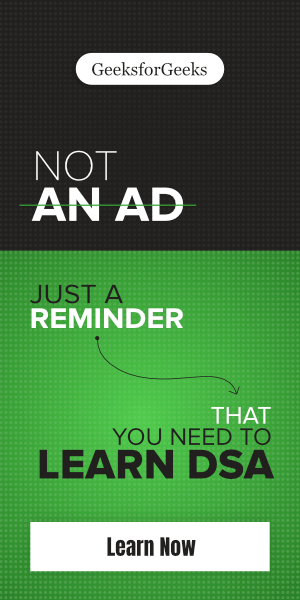 GeeksforGeeks
NOT
AN AD
JUST A
REMINDER
THAT
YOU NEED TO
LEARN DSA
Learn Now